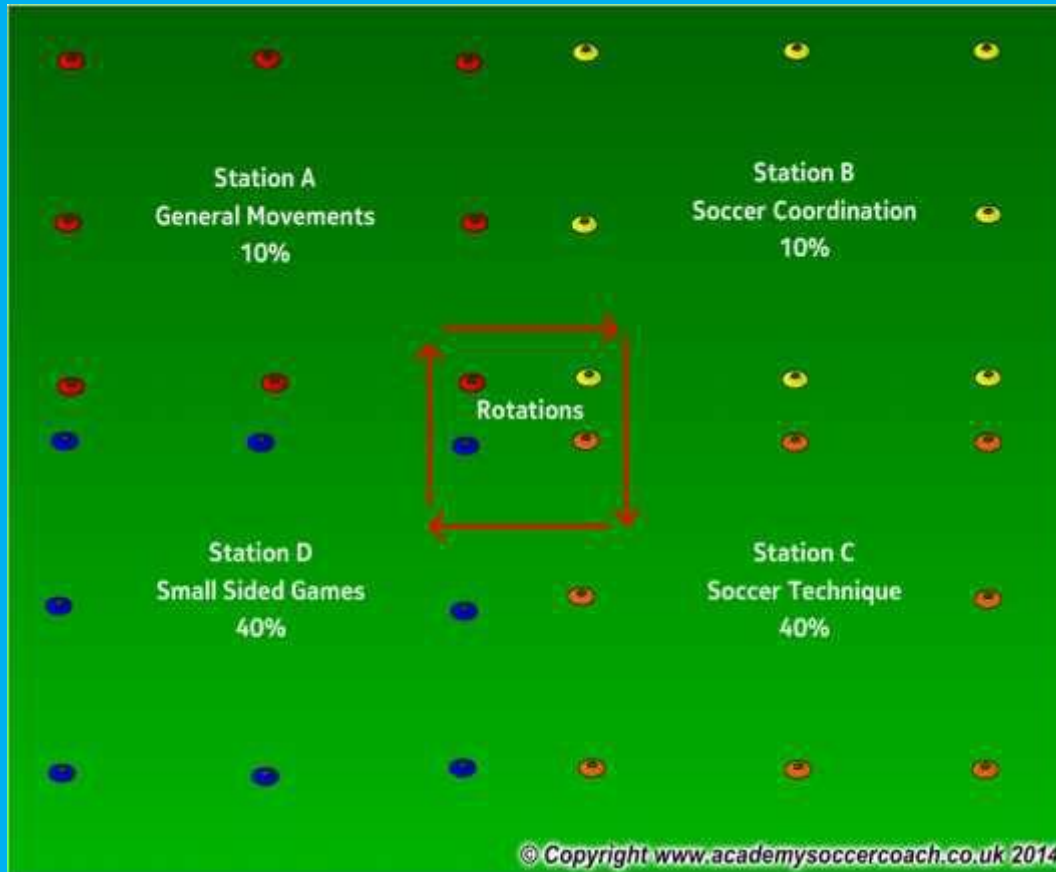 Station A
General Movements
10%
Station B
Soccer Coordination
10%
Rotations
Station D
Small Sided Games
40%
Station C
Soccer Technique
40%
© Copyright www.academysoccercoach.co.uk 2014